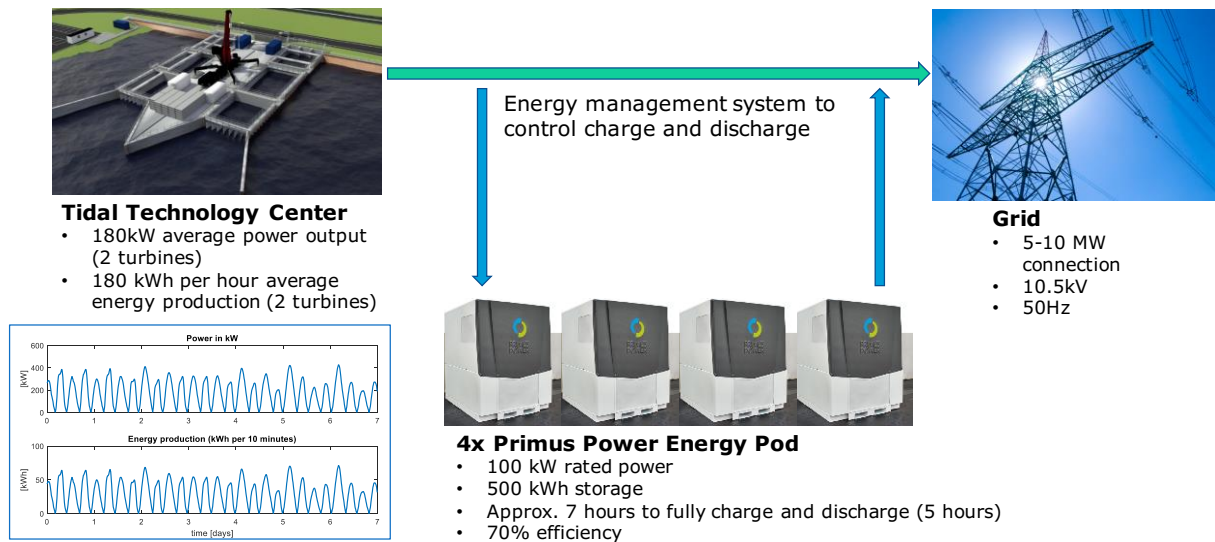 Energy management system to
control charge and discharge
Tidal Technology Center
• 180kW average power output
(2 turbines)
• 180 kWh per hour average
energy production (2 turbines)
Grid
• 5-10 MW
connection
• 10.5kV
• 50Hz
Power in kW
[kW]
600
400
200
0
0 1 2 3 4 5 6 7
Energy production (kWh per 10 minutes)
[kWh]
100
50
0
0 1 2 3 4 5 6 7
time [days]
4x Primus Power Energy Pod
• 100 kW rated power
• 500 kWh storage
• Approx. 7 hours to fully charge and discharge (5 hours)
• 70% efficiency